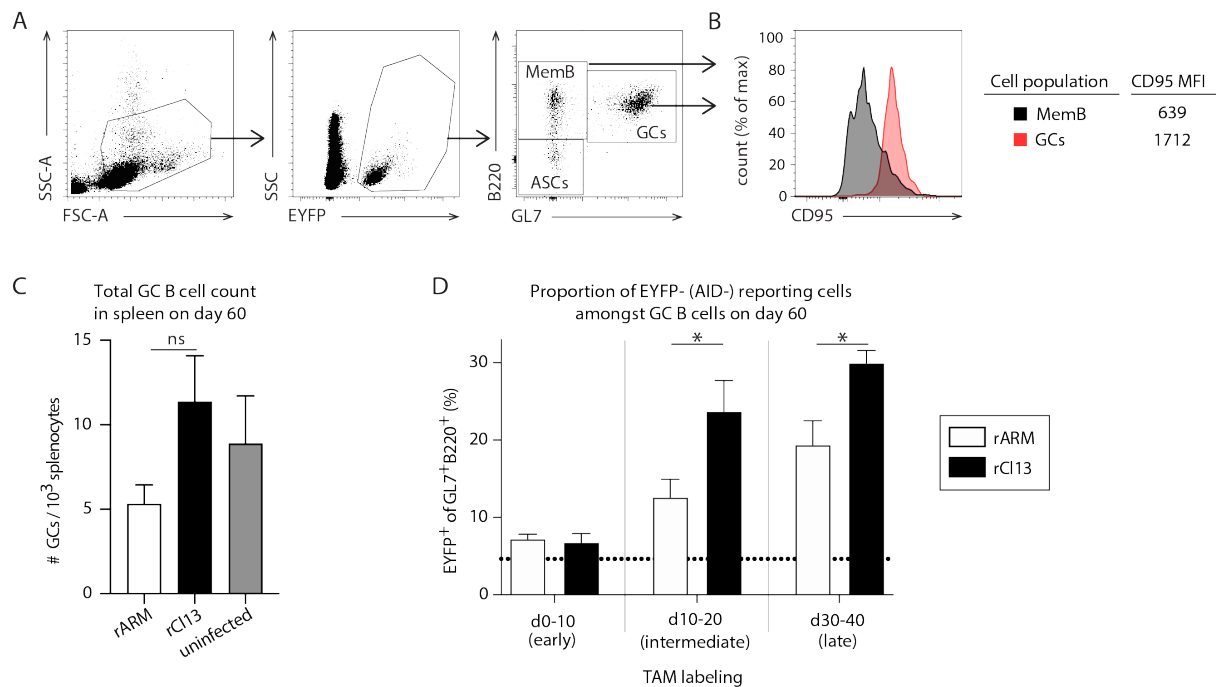 A
SSC-A
FSC-A
SSC
EYFP
B220
MemB
GCs
ASCs
GL7
B
count (% of max)
100
80
60
40
20
0
CD95
Cell population CD95 MFI
MemB 639
GCs 1712
C
Total GC B cell count
in spleen on day 60
# GCs / 10³ splenocytes
15
10
5
0
ns
rARM
rCl13
uninfected
D
Proportion of EYFP- (AID-) reporting cells
amongst GC B cells on day 60
EYFP⁺ of GL7⁺B220⁺ (%)
30
20
10
0
*
*
d0-10
(early)
d10-20
(intermediate)
d30-40
(late)
TAM labeling
rARM
rCl13